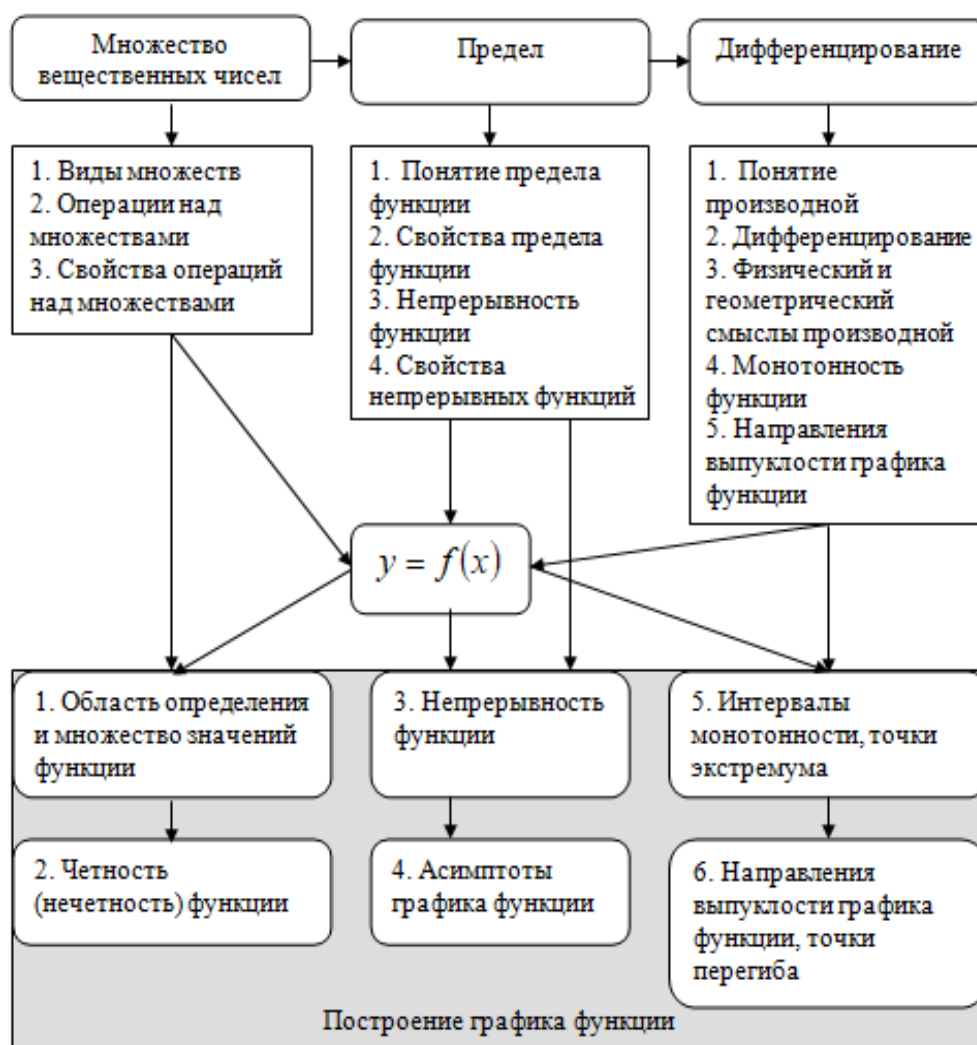 Множество
вещественных чисел
Предел
Дифференцирование
1. Виды множеств
2. Операции над
множествами
3. Свойства операций
над множествами
1. Понятие предела
функции
2. Свойства предела
функции
3. Непрерывность
функции
4. Свойства
непрерывных функций
1. Понятие
производной
2. Дифференцирование
3. Физический и
геометрический
смыслы производной
4. Монотонность
функции
5. Направления
выпуклости графика
функции
y = f(x)
1. Область определения
и множество значений
функции
3. Непрерывность
функции
5. Интервалы
монотонности, точки
экстремума
2. Четность
(нечетность) функции
4. Асимптоты
графика функции
6. Направления
выпуклости графика
функции, точки
перегиба
Построение графика функции